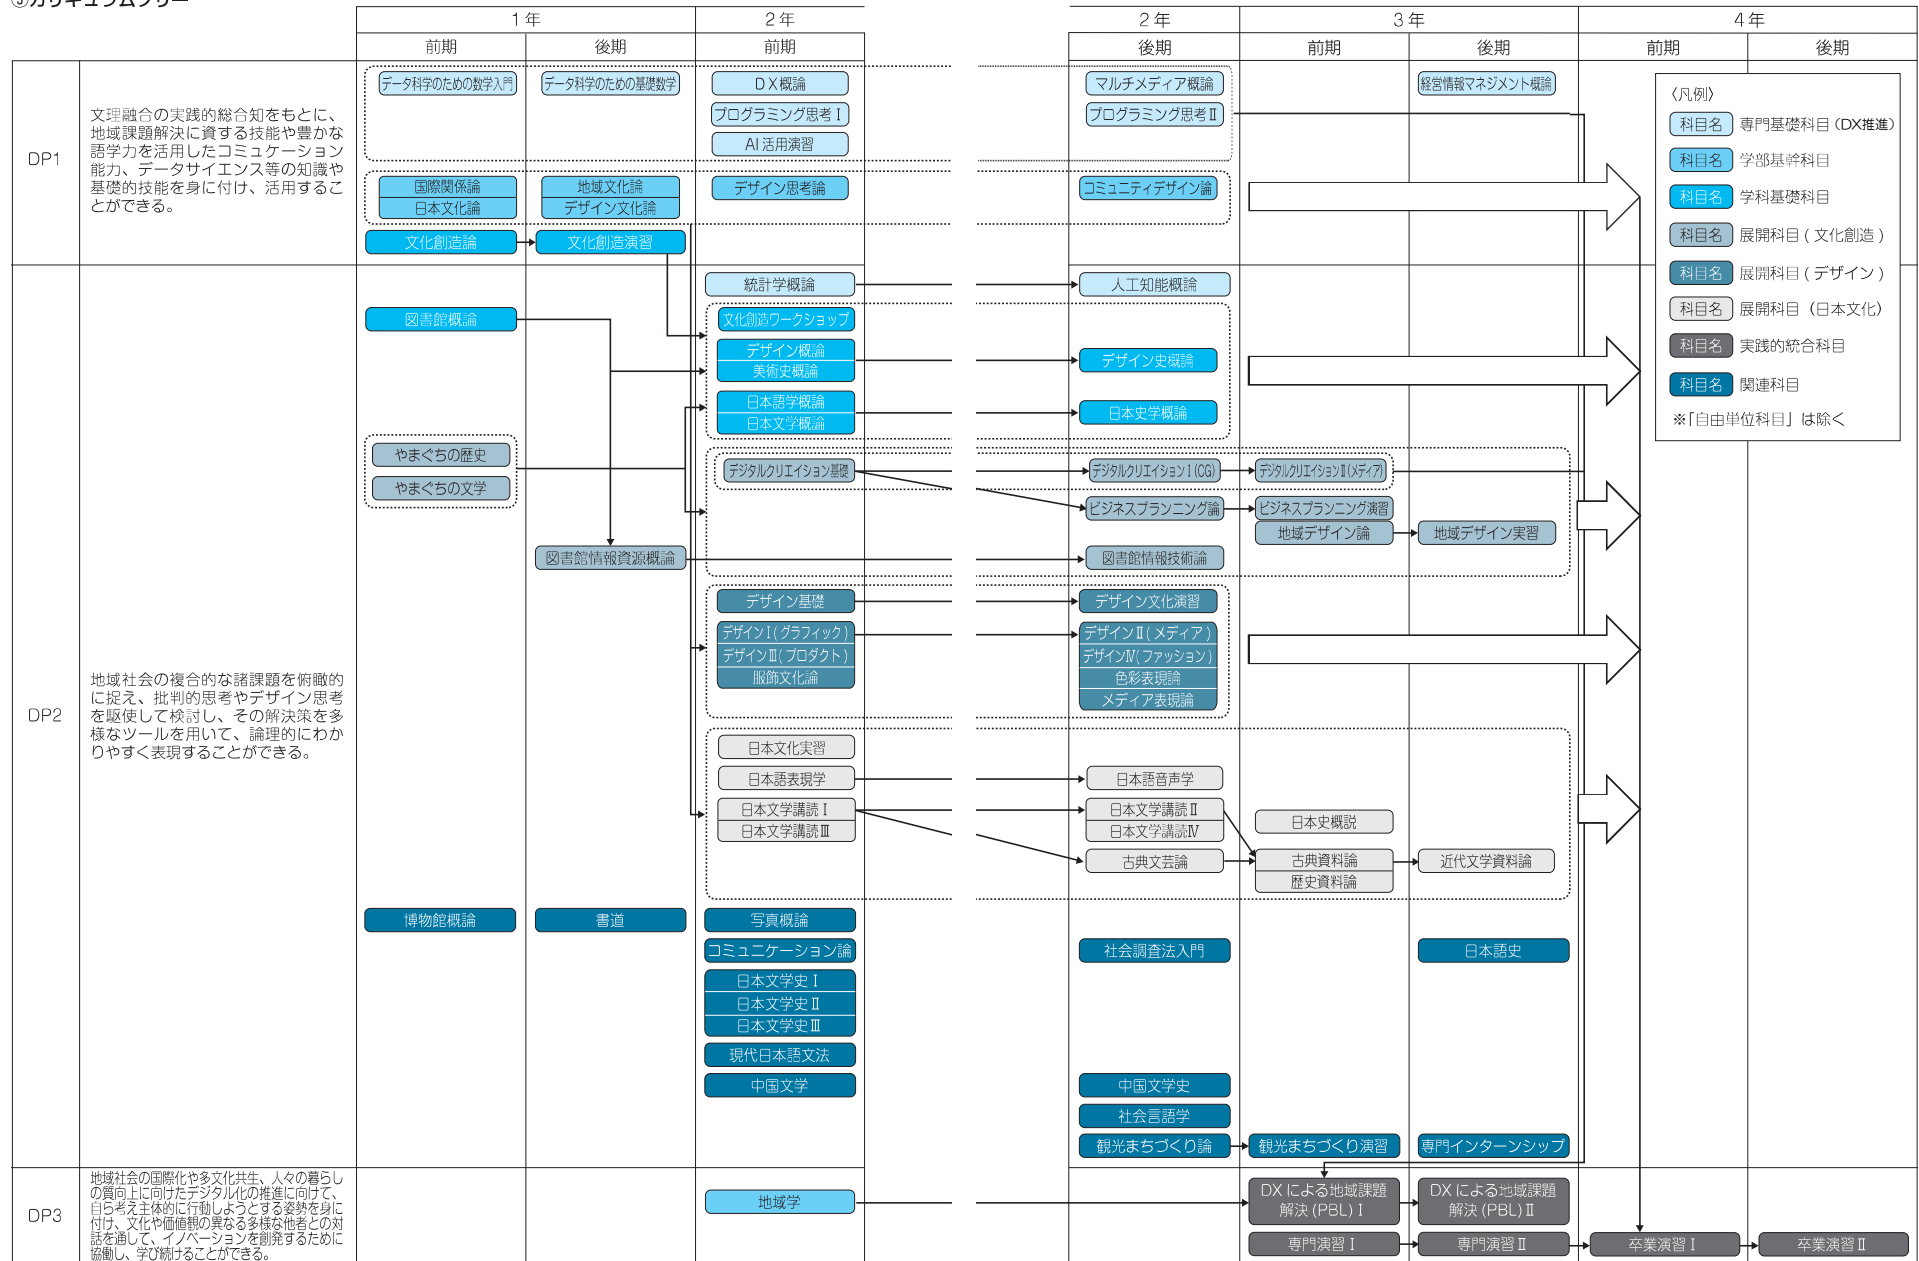 ③カリキュラムツリー
1年
2年
2年
3年
4年
前期
後期
前期
後期
前期
後期
前期
後期
DP1
文理融合の実践的総合知をもとに、
地域課題解決に資する技能や豊かな
語学力を活用したコミュケーション
能力、データサイエンス等の知識や
基礎的技能を身に付け、活用するこ
とができる。
データ科学のための数学入門
データ科学のための基礎数学
DX概論
プログラミング思考Ⅰ
AI活用演習
マルチメディア概論
プログラミング思考Ⅱ
経営情報マネジメント概論
国際関係論
日本文化論
地域文化論
デザイン文化論
デザイン思考論
コミュニティデザイン論
文化創造論
文化創造演習
〈凡例〉
科目名 専門基礎科目(DX推進)
科目名 学部基幹科目
科目名 学科基礎科目
科目名 展開科目(文化創造)
科目名 展開科目(デザイン)
科目名 展開科目(日本文化)
科目名 実践的統合科目
科目名 関連科目
※「自由単位科目」は除く
DP2
地域社会の複合的な諸課題を俯瞰的
に捉え、批判的思考やデザイン思考
を駆使して検討し、その解決策を多
様なツールを用いて、論理的にわか
りやすく表現することができる。
統計学概論
人工知能概論
図書館概論
文化創造ワークショップ
デザイン概論
美術史概論
デザイン史概論
日本語学概論
日本文学概論
日本史学概論
やまぐちの歴史
やまぐちの文学
デジタルクリエイション基礎
デジタルクリエイションⅠ(CG)
デジタルクリエイションⅡ(メディア)
ビジネスプランニング論
ビジネスプランニング演習
地域デザイン論
地域デザイン実習
図書館情報資源概論
図書館情報技術論
デザイン基礎
デザイン文化演習
デザインⅠ(グラフィック)
デザインⅢ(プロダクト)
服飾文化論
デザインⅡ(メディア)
デザインⅣ(ファッション)
色彩表現論
メディア表現論
日本文化実習
日本語表現学
日本語音声学
日本文学講読Ⅰ
日本文学講読Ⅲ
日本文学講読Ⅱ
日本文学講読Ⅳ
日本史概説
古典文芸論
古典資料論
歴史資料論
近代文学資料論
博物館概論
書道
写真概論
コミュニケーション論
社会調査法入門
日本語史
日本文学史Ⅰ
日本文学史Ⅱ
日本文学史Ⅲ
現代日本語文法
中国文学
中国文学史
社会言語学
観光まちづくり論
観光まちづくり演習
専門インターンシップ
DP3
地域社会の国際化や多文化共生、人々の暮らし
の質向上に向けたデジタル化の推進に向けて、
自ら考え主体的に行動しようとする姿勢を身に
付け、文化や価値観の異なる多様な他者との対
話を通して、イノベーションを創発するために
協働し、学び続けることができる。
地域学
DXによる地域課題
解決(PBL)Ⅰ
DXによる地域課題
解決(PBL)Ⅱ
専門演習Ⅰ
専門演習Ⅱ
卒業演習Ⅰ
卒業演習Ⅱ